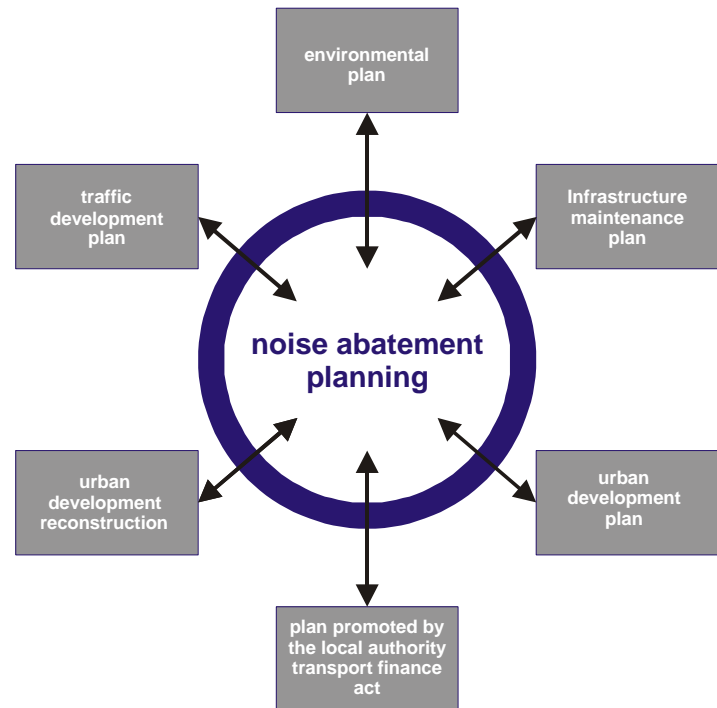 environmental
plan
traffic
development
plan
Infrastructure
maintenance
plan
noise abatement
planning
urban
development
reconstruction
urban
development
plan
plan promoted by
the local authority
transport finance
act